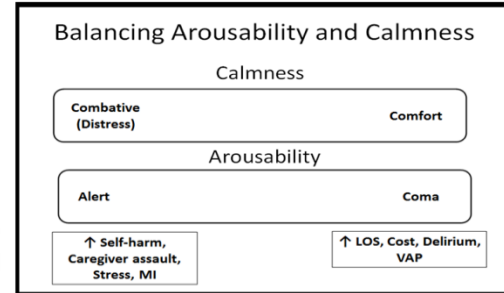 Balancing Arousability and Calmness
Calmness
Combative
(Distress)
Comfort
Arousability
Alert
Coma
↑ Self-harm,
Caregiver assault,
Stress, MI
↑ LOS, Cost, Delirium,
VAP